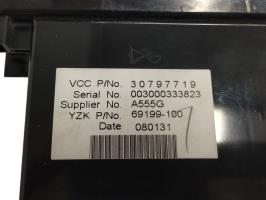 VCC P/No. 30797719
Serial No. 003000333823
Supplier No. A555G
YZK P/No. 69199-100
Date 080131